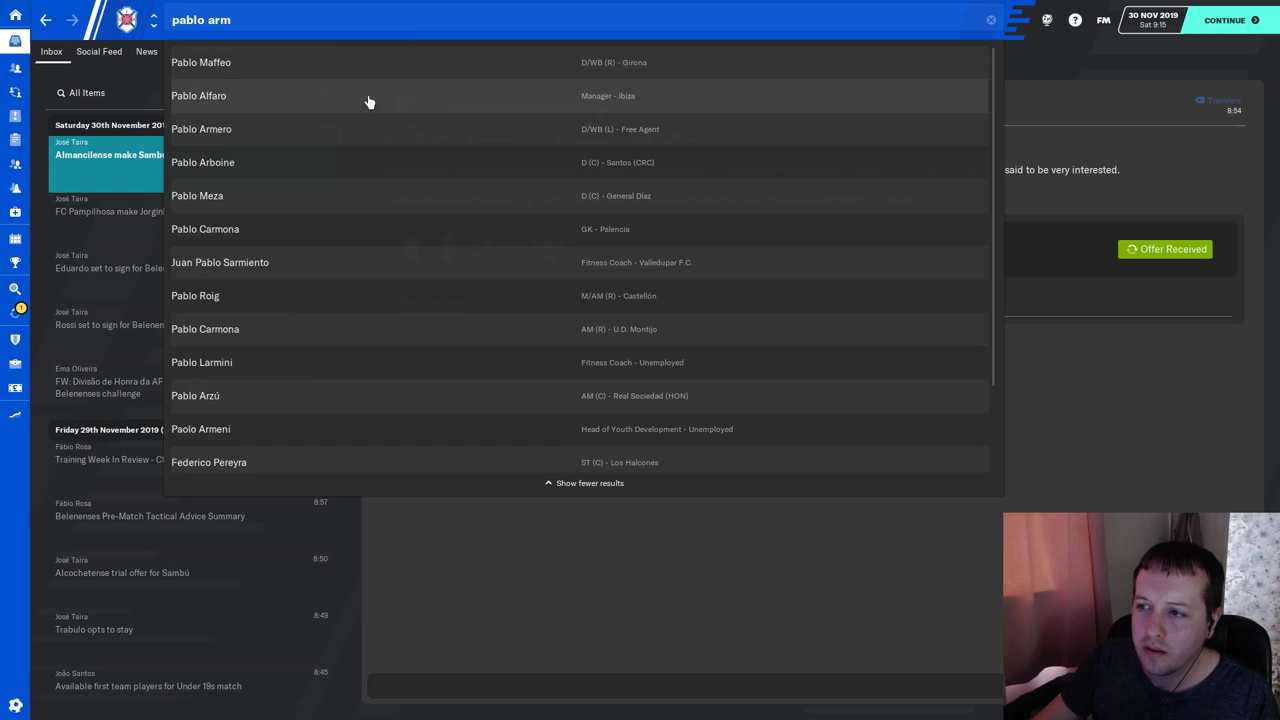 pablo arm
FM
30 NOV 2019
Sat 9:15
CONTINUE
Inbox
Social Feed
News
Pablo Maffeo
D/WB (R) - Girona
All Items
Pablo Alfaro
Manager - Ibiza
Transfers
8:54
Saturday 30th November 201
Pablo Armero
D/WB (L) - Free Agent
José Taira
Almancilense make Sambú
Pablo Arboine
D (C) - Santos (CRC)
said to be very interested.
José Taira
FC Pampilhosa make Jorginh
Pablo Meza
D (C) - General Díaz
Pablo Carmona
GK - Palencia
Offer Received
José Taira
Eduardo set to sign for Belen
Juan Pablo Sarmiento
Fitness Coach - Valledupar F.C.
Pablo Roig
M/AM (R) - Castellón
1
José Taira
Rossi set to sign for Belenen
Pablo Carmona
AM (R) - U.D. Montijo
Pablo Larmini
Fitness Coach - Unemployed
Ema Oliveira
FW: Divisão de Honra da AF
Belenenses challenge
Pablo Arzú
AM (C) - Real Sociedad (HON)
Friday 29th November 2019 (
Paolo Armeni
Head of Youth Development - Unemployed
Fábio Rosa
Training Week In Review - Cl
Federico Pereyra
ST (C) - Los Halcones
Show fewer results
Fábio Rosa
8:57
Belenenses Pre-Match Tactical Advice Summary
José Taira
8:50
Alcochetense trial offer for Sambú
José Taira
8:49
Trabulo opts to stay
João Santos
8:45
Available first team players for Under 19s match